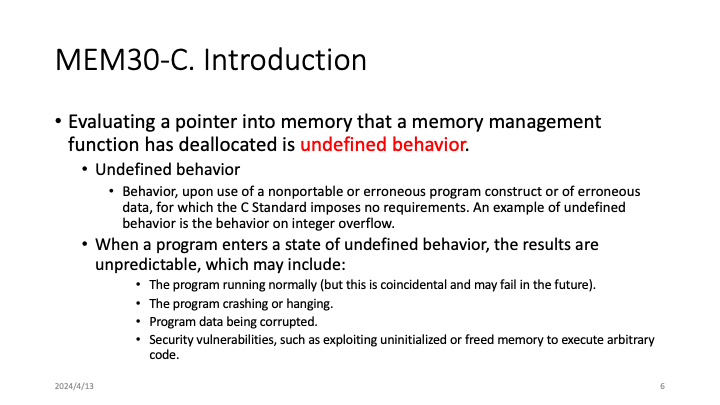 MEM30-C. Introduction
• Evaluating a pointer into memory that a memory management
function has deallocated is undefined behavior.
• Undefined behavior
• Behavior, upon use of a nonportable or erroneous program construct or of erroneous
data, for which the C Standard imposes no requirements. An example of undefined
behavior is the behavior on integer overflow.
• When a program enters a state of undefined behavior, the results are
unpredictable, which may include:
• The program running normally (but this is coincidental and may fail in the future).
• The program crashing or hanging.
• Program data being corrupted.
• Security vulnerabilities, such as exploiting uninitialized or freed memory to execute arbitrary
code.
2024/4/13
6